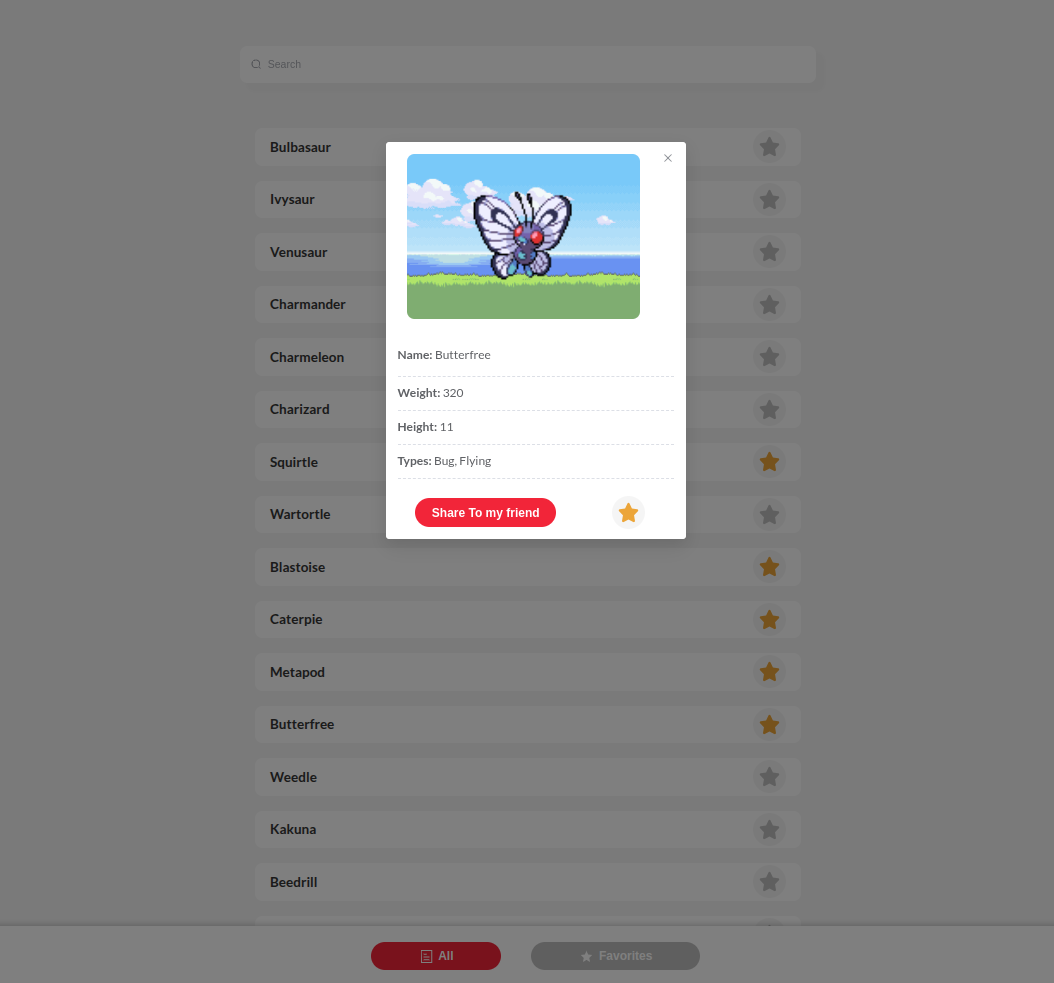 Search
Bulbasaur
Ivysaur
Venusaur
Charmander
Charmeleon
Charizard
Squirtle
Wartortle
Blastoise
Caterpie
Metapod
Butterfree
Weedle
Kakuna
Beedrill
Name: Butterfree
Weight: 320
Height: 11
Types: Bug, Flying
Share To my friend
All
Favorites